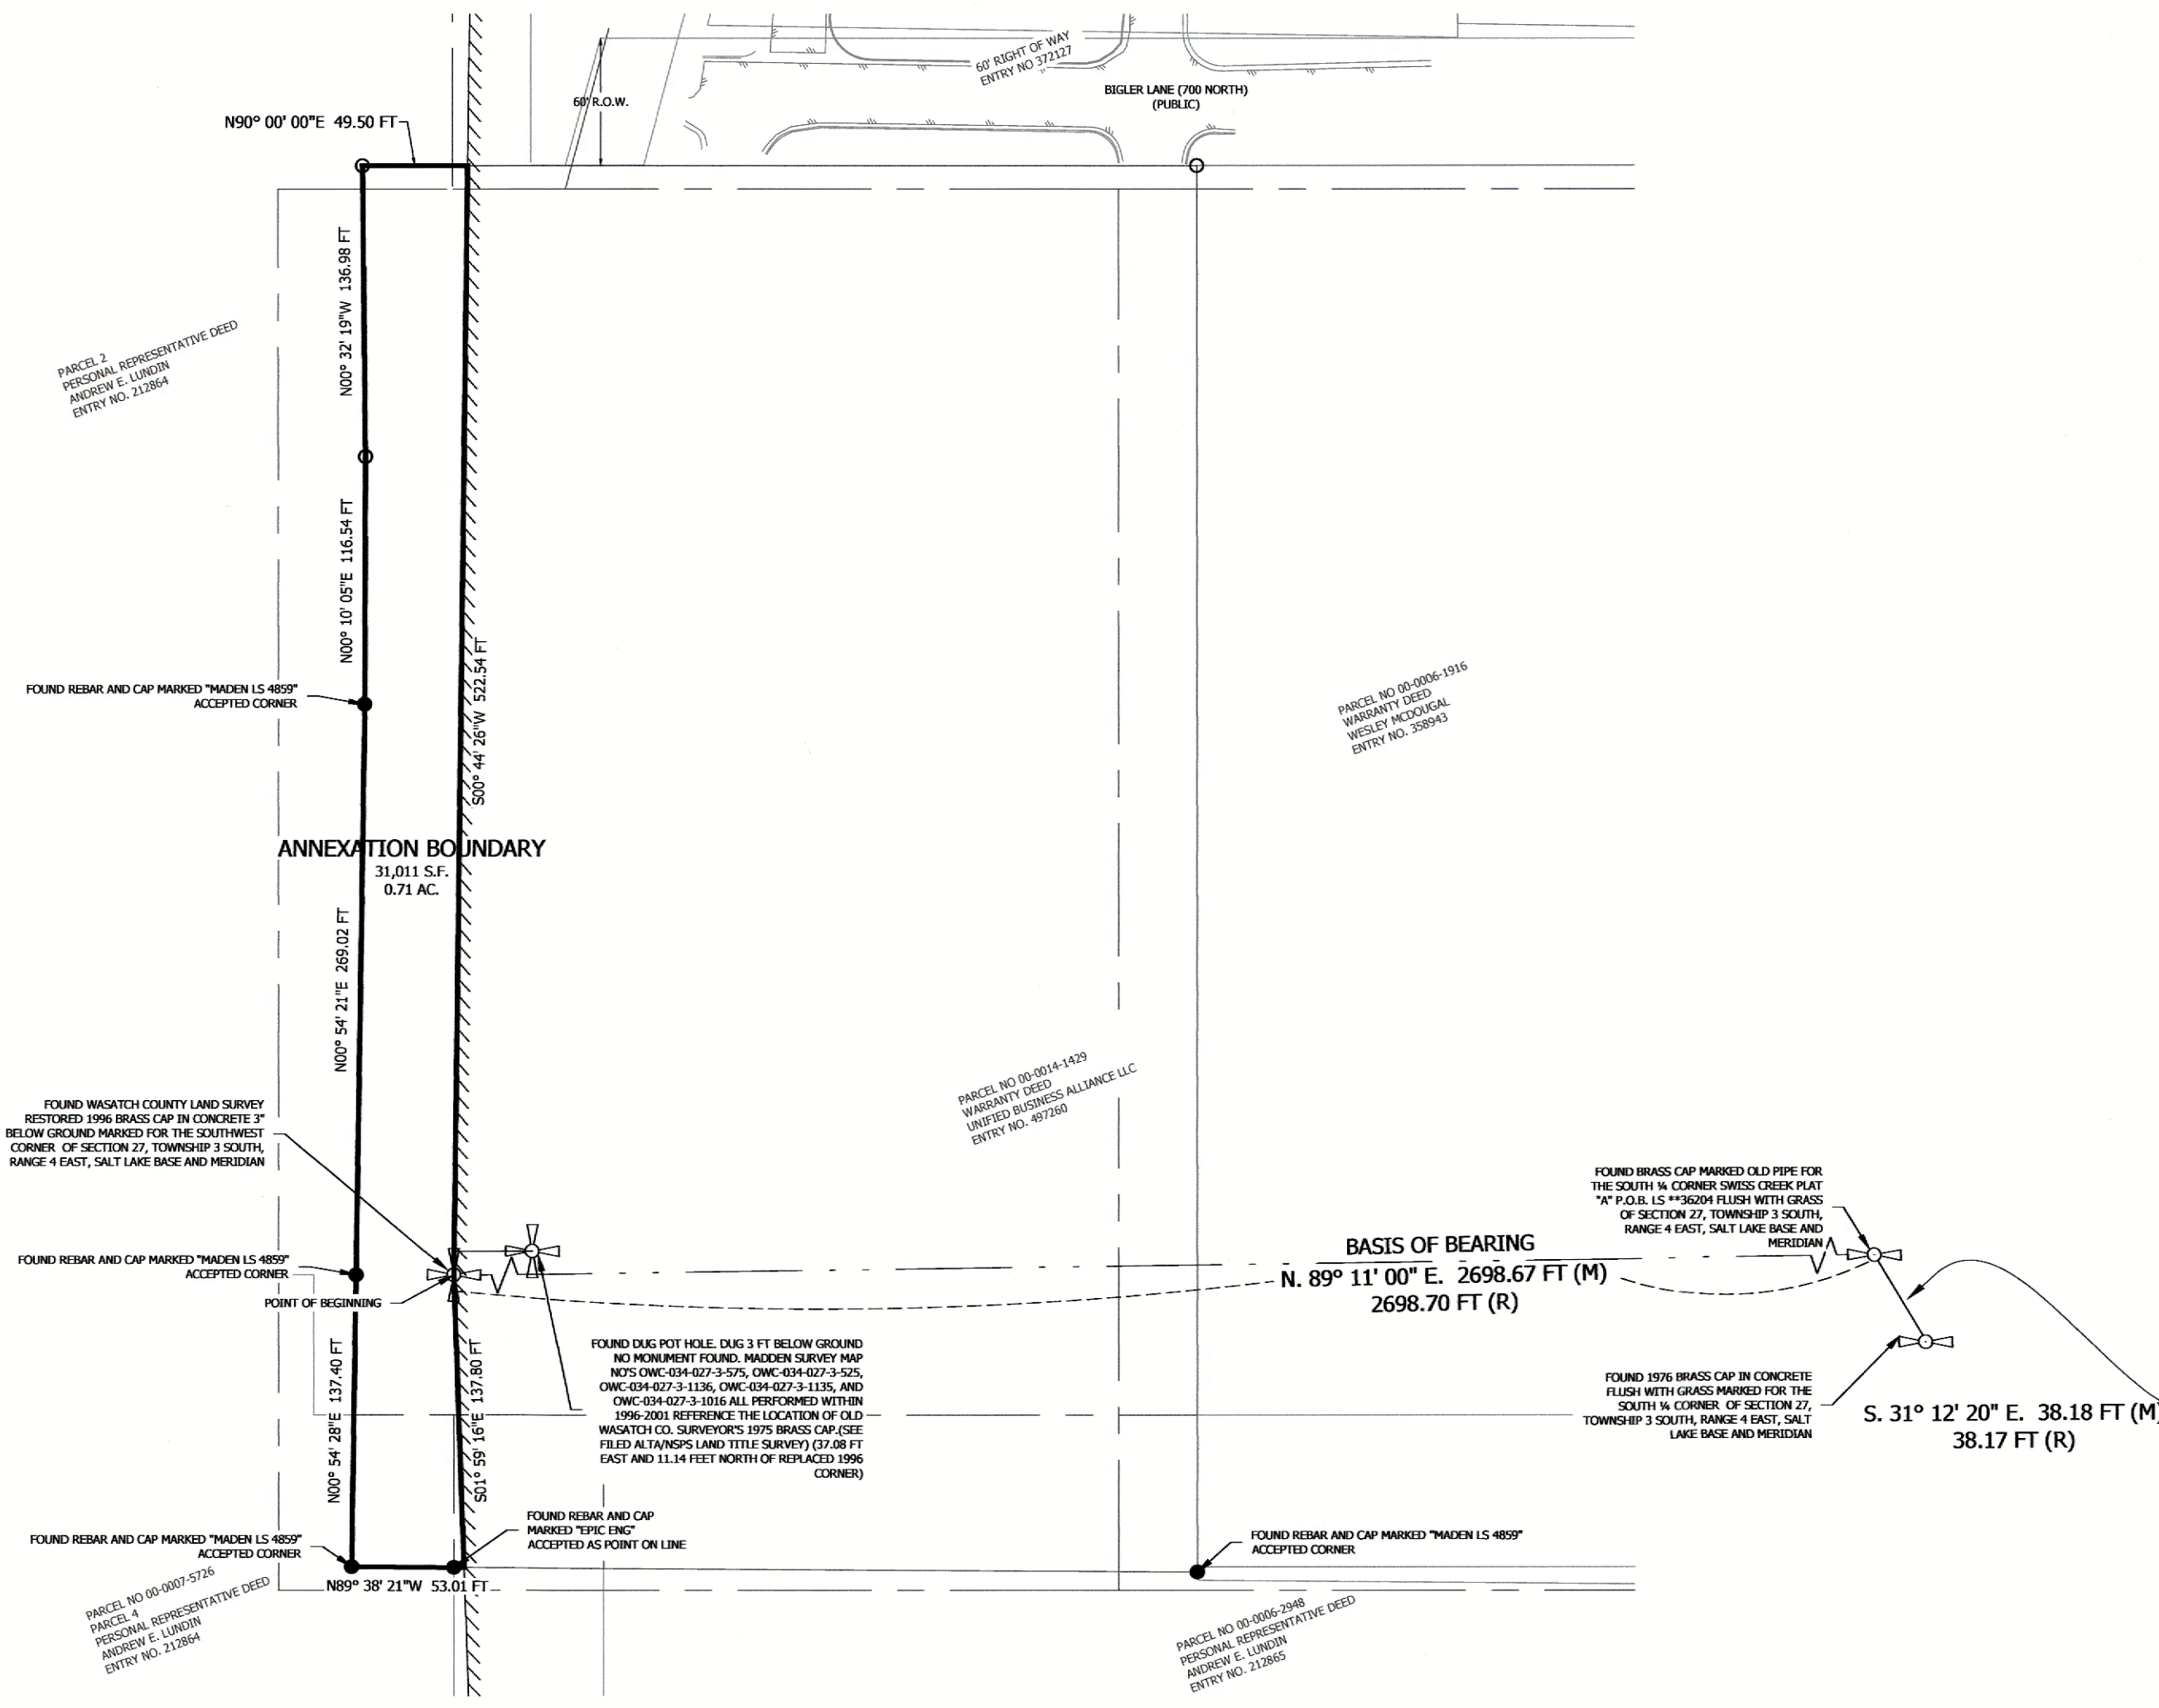 60' RIGHT OF WAY
ENTRY NO 372127
BIGLER LANE (700 NORTH)
(PUBLIC)
60' R.O.W.
N90° 00' 00"E 49.50 FT
N00° 32' 19"W 136.98 FT
PARCEL 2
PERSONAL REPRESENTATIVE DEED
ANDREW E. LUNDIN
ENTRY NO. 212864
N00° 10' 05"E 116.54 FT
S00° 44' 26"W 522.54 FT
FOUND REBAR AND CAP MARKED "MADEN LS 4859"
ACCEPTED CORNER
PARCEL NO 00-0006-1916
WARRANTY DEED
WESLEY MCDOUGAL
ENTRY NO. 358943
ANNEXATION BOUNDARY
31,011 S.F.
0.71 AC.
N00° 54' 21"E 269.02 FT
PARCEL NO 00-0014-1429
WARRANTY DEED
UNIFIED BUSINESS ALLIANCE LLC
ENTRY NO. 497260
FOUND WASATCH COUNTY LAND SURVEY
RESTORED 1996 BRASS CAP IN CONCRETE 3"
BELOW GROUND MARKED FOR THE SOUTHWEST
CORNER OF SECTION 27, TOWNSHIP 3 SOUTH,
RANGE 4 EAST, SALT LAKE BASE AND MERIDIAN
FOUND BRASS CAP MARKED OLD PIPE FOR
THE SOUTH ¼ CORNER SWISS CREEK PLAT
"A" P.O.B. LS **36204 FLUSH WITH GRASS
OF SECTION 27, TOWNSHIP 3 SOUTH,
RANGE 4 EAST, SALT LAKE BASE AND
MERIDIAN
FOUND REBAR AND CAP MARKED "MADEN LS 4859"
ACCEPTED CORNER
POINT OF BEGINNING
BASIS OF BEARING
N. 89° 11' 00" E. 2698.67 FT (M)
2698.70 FT (R)
N00° 54' 28"E 137.40 FT
S01° 59' 16"E 137.80 FT
FOUND DUG POT HOLE. DUG 3 FT BELOW GROUND
NO MONUMENT FOUND. MADDEN SURVEY MAP
NO'S OWC-034-027-3-575, OWC-034-027-3-525,
OWC-034-027-3-1136, OWC-034-027-3-1135, AND
OWC-034-027-3-1016 ALL PERFORMED WITHIN
1996-2001 REFERENCE THE LOCATION OF OLD
WASATCH CO. SURVEYOR'S 1975 BRASS CAP.(SEE
FILED ALTA/NSPS LAND TITLE SURVEY) (37.08 FT
EAST AND 11.14 FEET NORTH OF REPLACED 1996
CORNER)
FOUND 1976 BRASS CAP IN CONCRETE
FLUSH WITH GRASS MARKED FOR THE
SOUTH ¼ CORNER OF SECTION 27,
TOWNSHIP 3 SOUTH, RANGE 4 EAST, SALT
LAKE BASE AND MERIDIAN
S. 31° 12' 20" E. 38.18 FT (M)
38.17 FT (R)
FOUND REBAR AND CAP
MARKED "EPIC ENG"
ACCEPTED AS POINT ON LINE
FOUND REBAR AND CAP MARKED "MADEN LS 4859"
ACCEPTED CORNER
FOUND REBAR AND CAP MARKED "MADEN LS 4859"
ACCEPTED CORNER
N89° 38' 21"W 53.01 FT
PARCEL NO 00-0007-5726
PARCEL 4
PERSONAL REPRESENTATIVE DEED
ANDREW E. LUNDIN
ENTRY NO. 212864
PARCEL NO 00-0006-2948
PERSONAL REPRESENTATIVE DEED
ANDREW E. LUNDIN
ENTRY NO. 212865